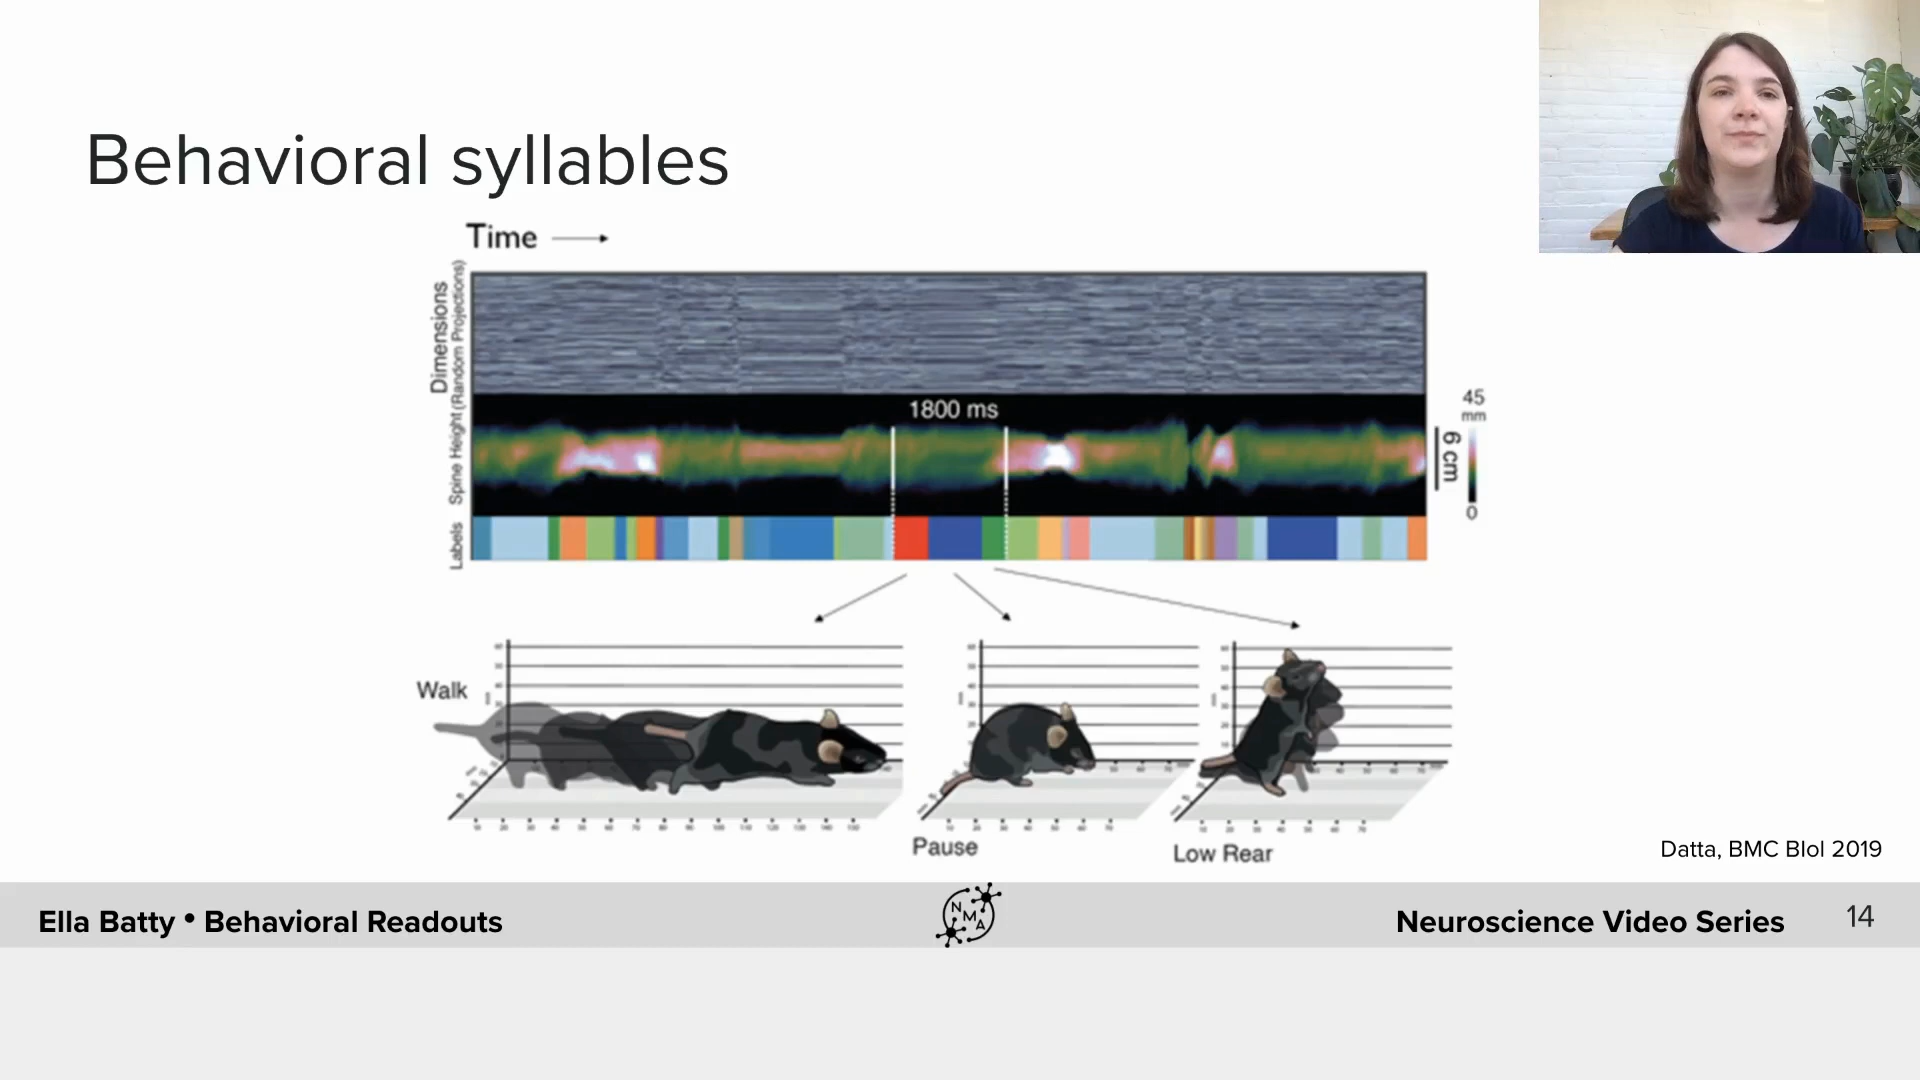 Behavioral syllables
Time
Dimensions
(Random Projections)
Spine Height
Labels
1800 ms
45
mm
6 cm
0
Walk
Pause
Low Rear
Datta, BMC BIol 2019
Ella Batty • Behavioral Readouts
N
M
A
Neuroscience Video Series
14